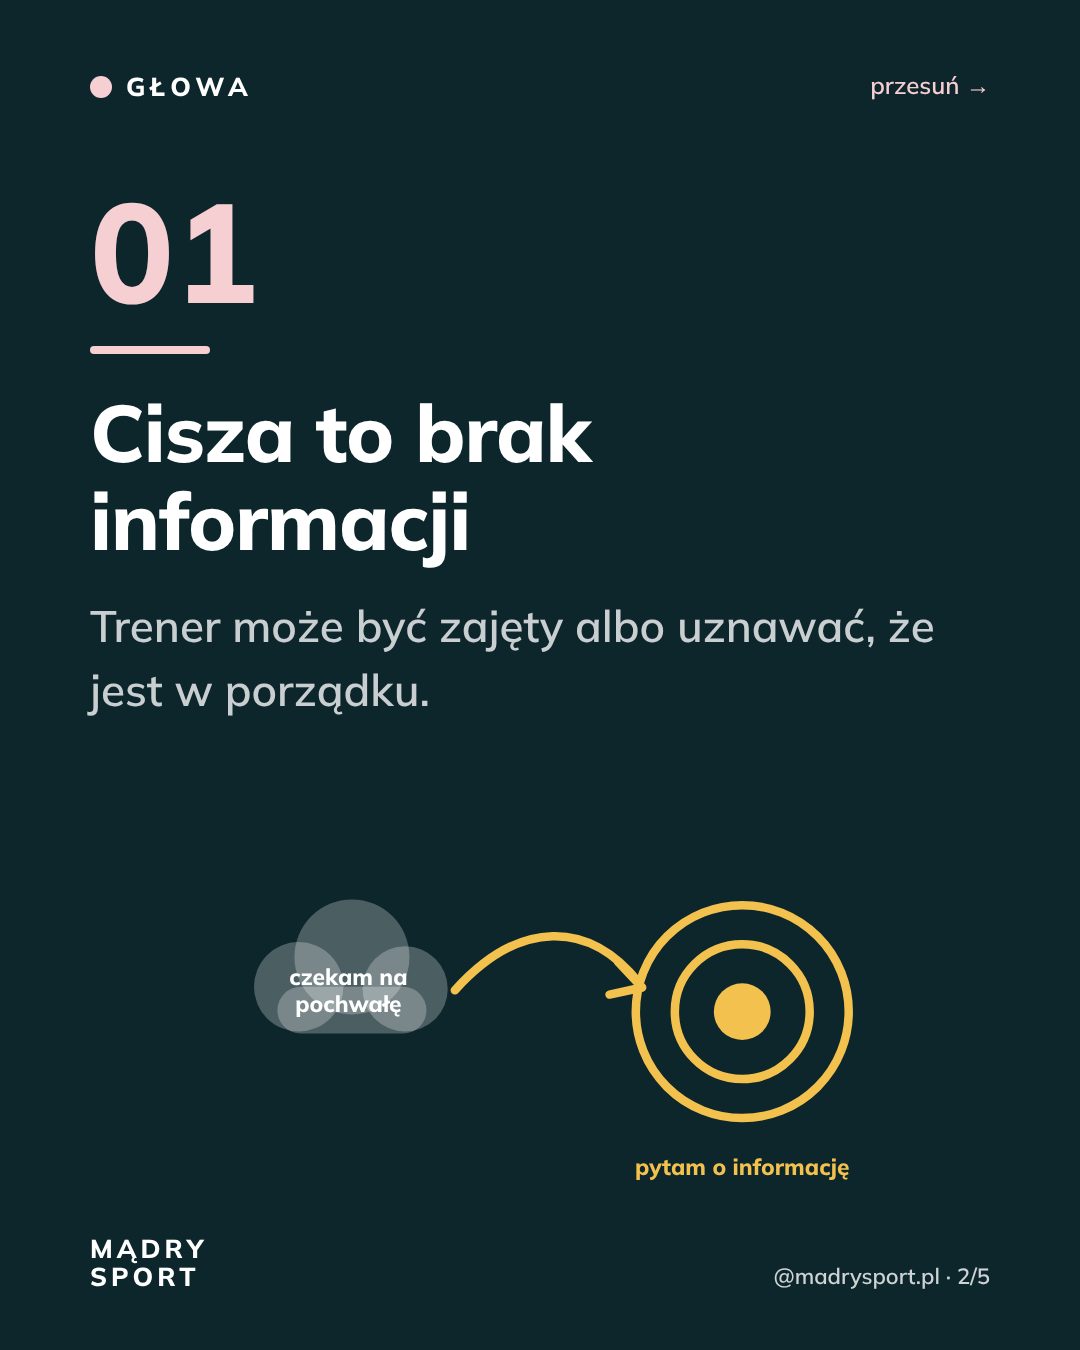 GŁOWA
przesuń →
01
Cisza to brak
informacji
Trener może być zajęty albo uznawać, że
jest w porządku.
czekam na
pochwałę
pytam o informację
MĄDRY
SPORT
@madrysport.pl · 2/5